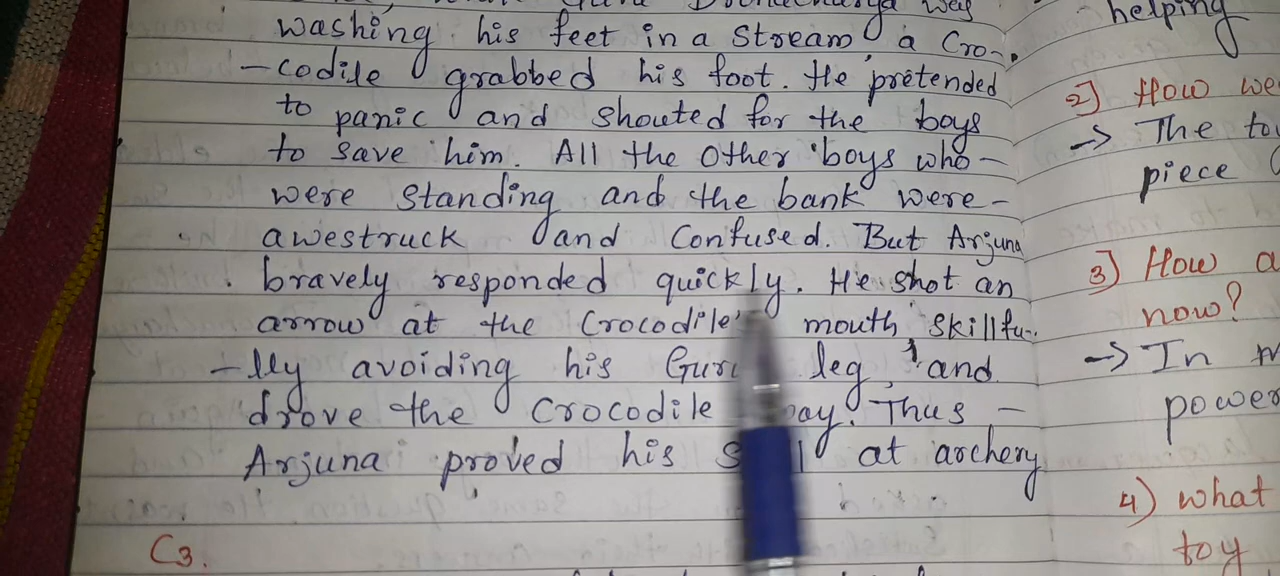 Guru Dronacharya was
washing his feet in a stream a Cro-
-codile grabbed his foot. He pretended
to panic and shouted for the boys
to save him. All the other boys who-
were standing and the bank were-
awestruck and confused. But Arjuna
bravely responded quickly. He shot an
arrow at the Crocodile mouth skillfu-
-lly avoiding his leg, and
drove the Crocodile Thus -
Arjuna proved his at archery
C3.
helping
2] How we
-> The to
piece
3] How a
now?
-> In
power
4) what
toy